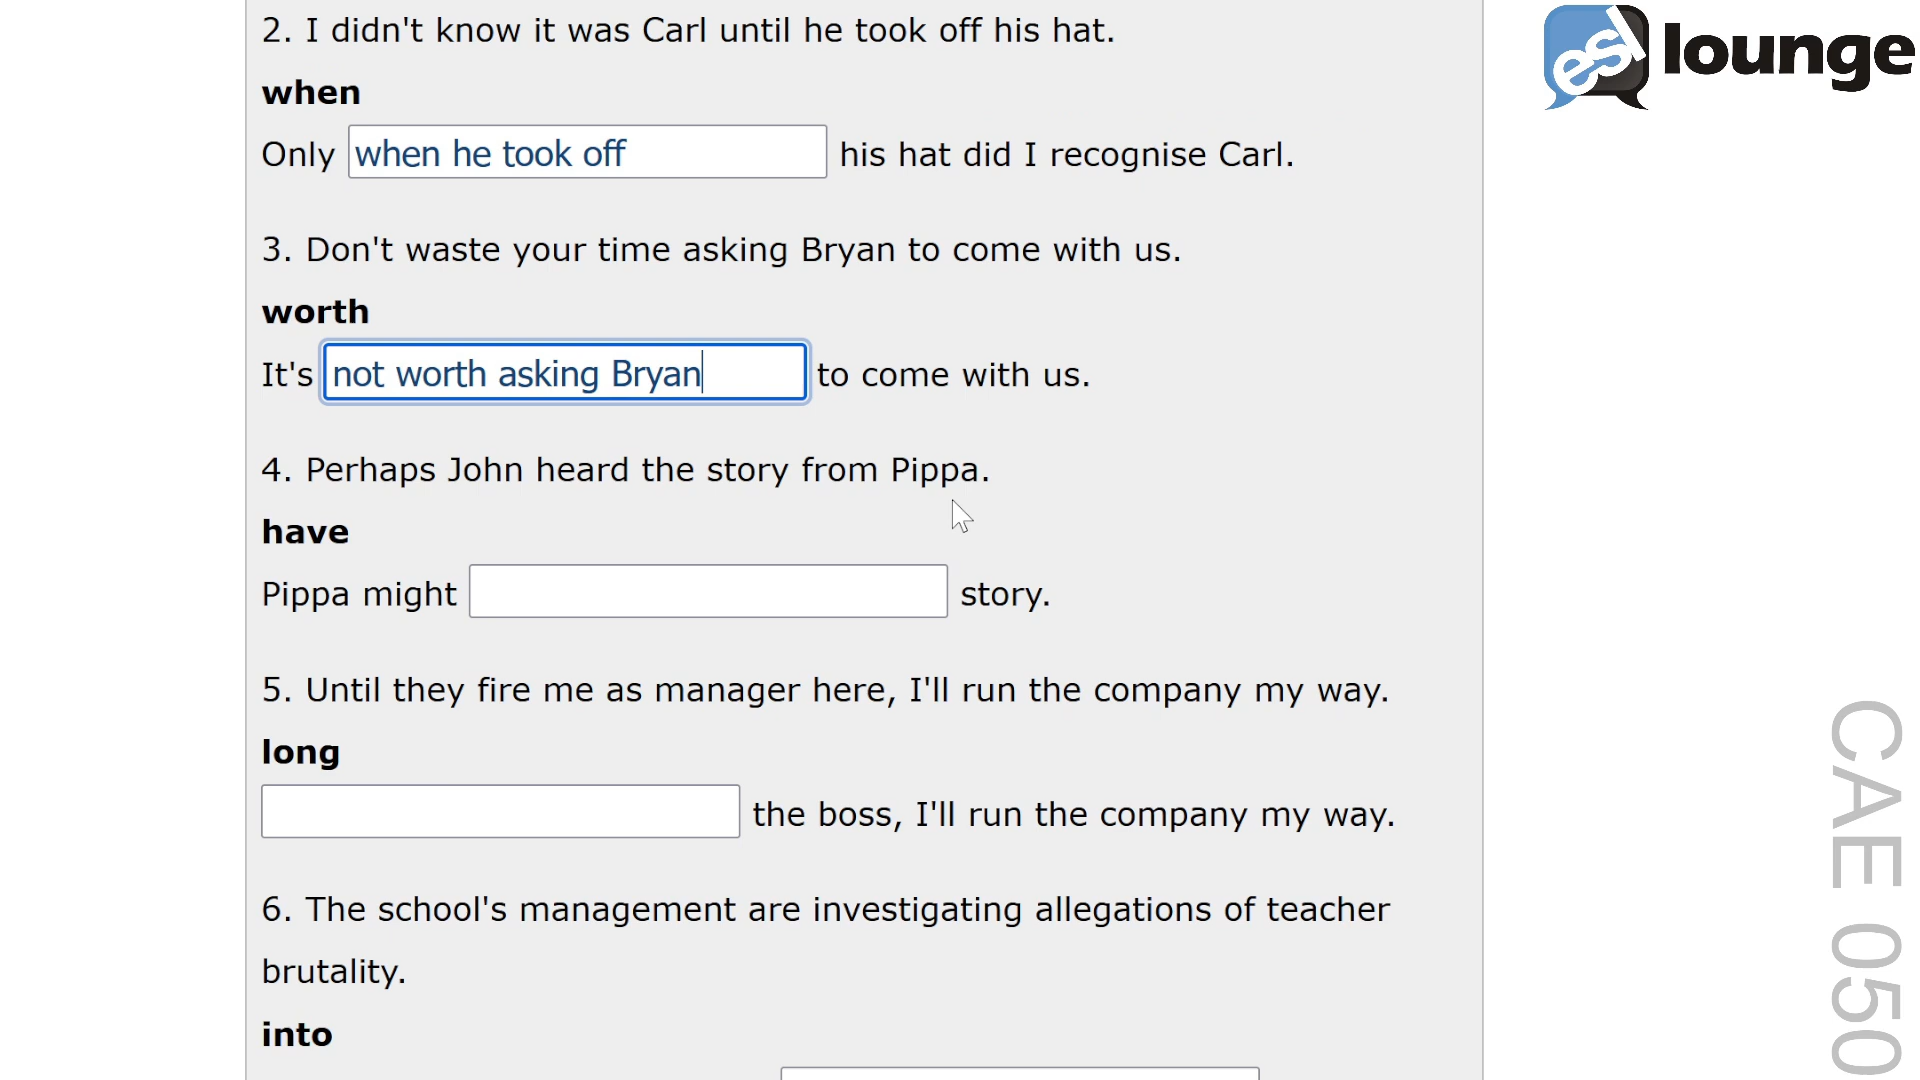 2. I didn't know it was Carl until he took off his hat.
esl lounge
when
Only when he took off his hat did I recognise Carl.
3. Don't waste your time asking Bryan to come with us.
worth
It's not worth asking Bryan to come with us.
4. Perhaps John heard the story from Pippa.
have
Pippa might story.
5. Until they fire me as manager here, I'll run the company my way.
long
the boss, I'll run the company my way.
6. The school's management are investigating allegations of teacher
brutality.
into
CAE 050